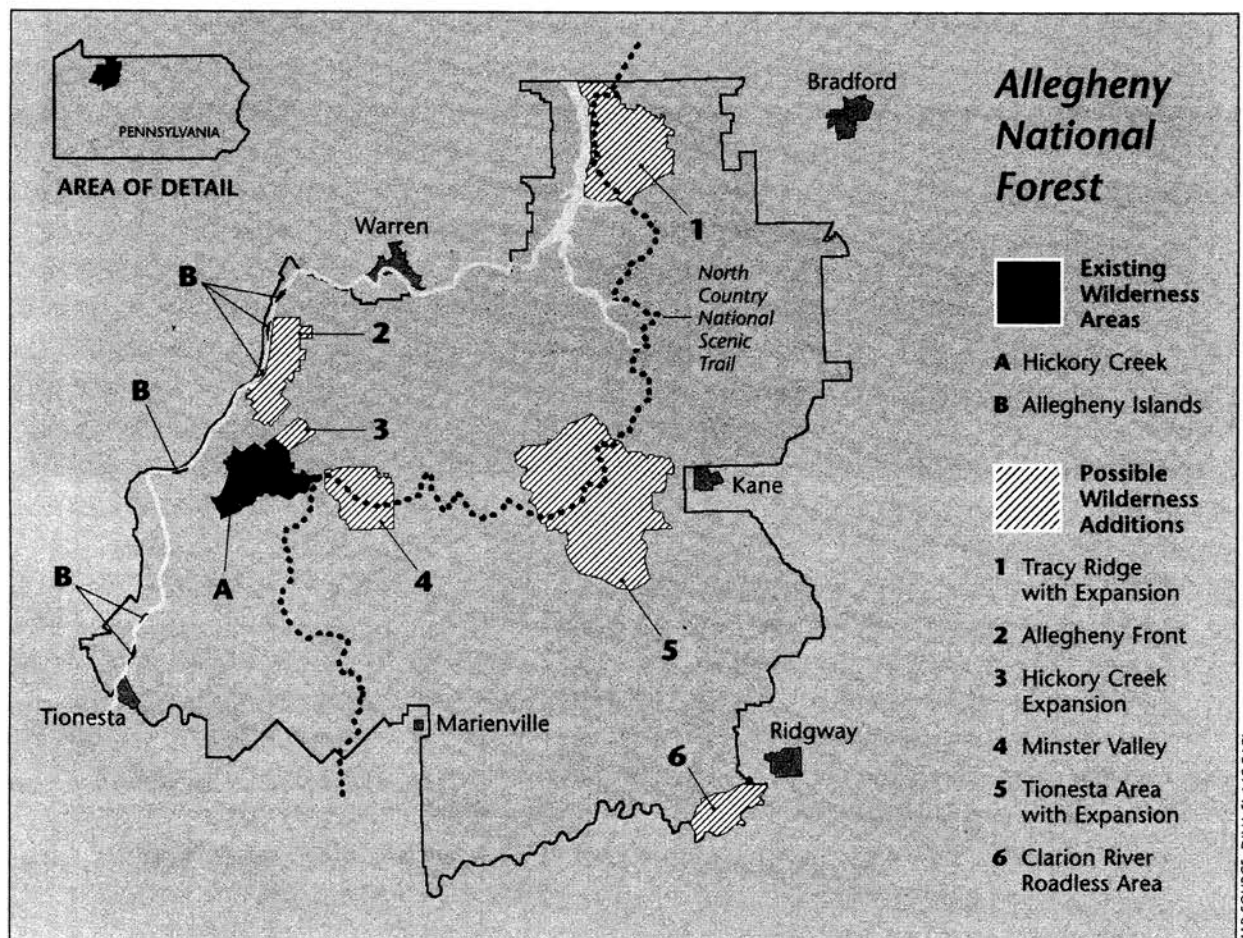 PENNSYLVANIA
AREA OF DETAIL
Bradford
Warren
1
North
Country
National
Scenic
Trail
B
2
B
3
Kane
A
4
B
5
Tionesta
Marienville
Ridgway
6
Allegheny
National
Forest
Existing
Wilderness
Areas
A Hickory Creek
B Allegheny Islands
Possible
Wilderness
Additions
1 Tracy Ridge
with Expansion
2 Allegheny Front
3 Hickory Creek
Expansion
4 Minster Valley
5 Tionesta Area
with Expansion
6 Clarion River
Roadless Area